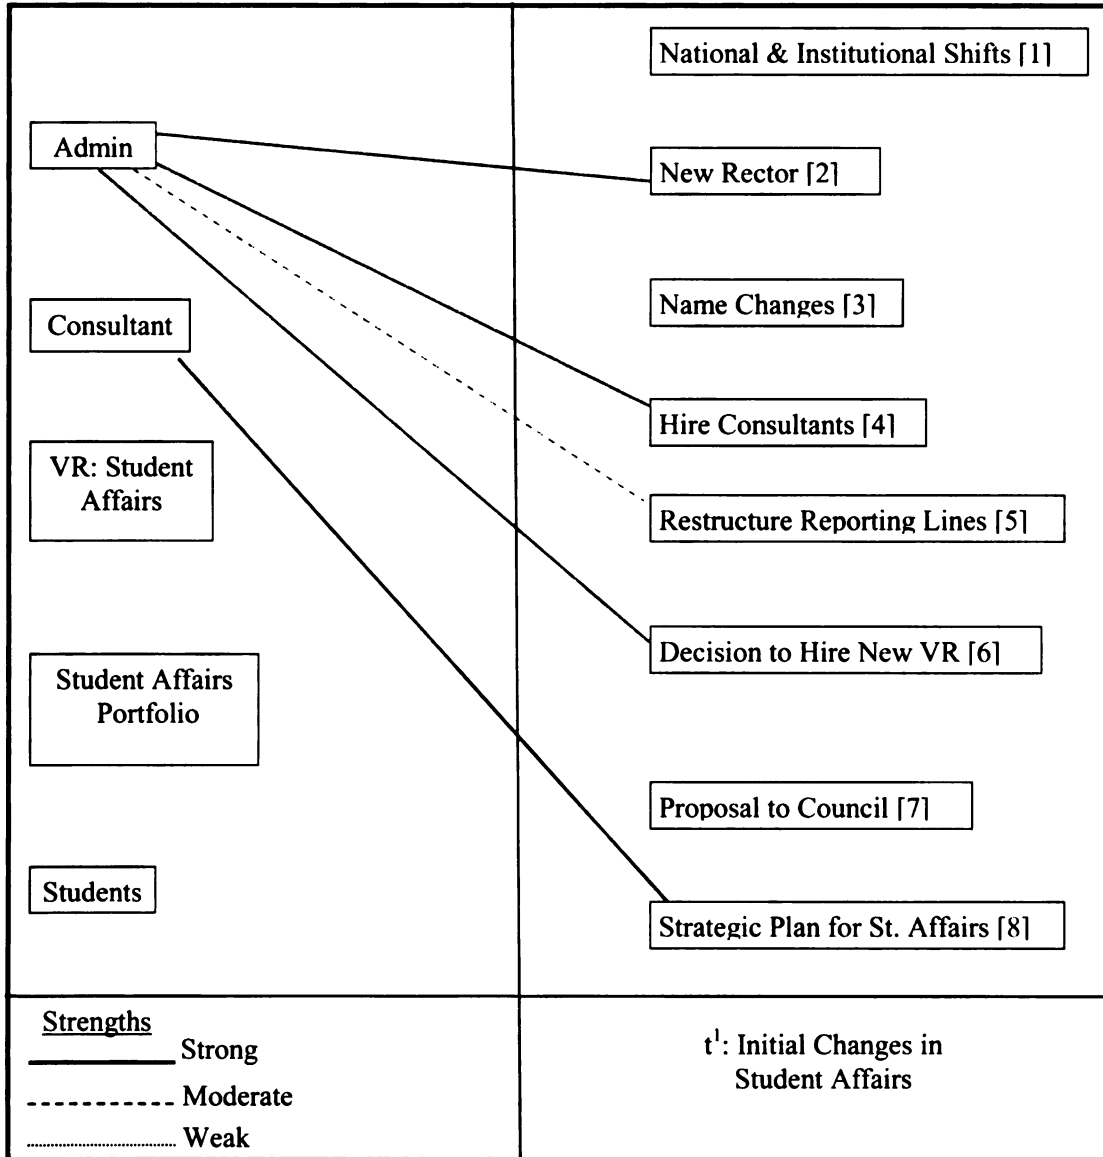 National & Institutional Shifts [1]
Admin
New Rector [2]
Name Changes [3]
Consultant
Hire Consultants [4]
VR: Student
Affairs
Restructure Reporting Lines [5]
Decision to Hire New VR [6]
Student Affairs
Portfolio
Proposal to Council [7]
Students
Strategic Plan for St. Affairs [8]
Strengths
Strong
Moderate
Weak
t¹: Initial Changes in
Student Affairs